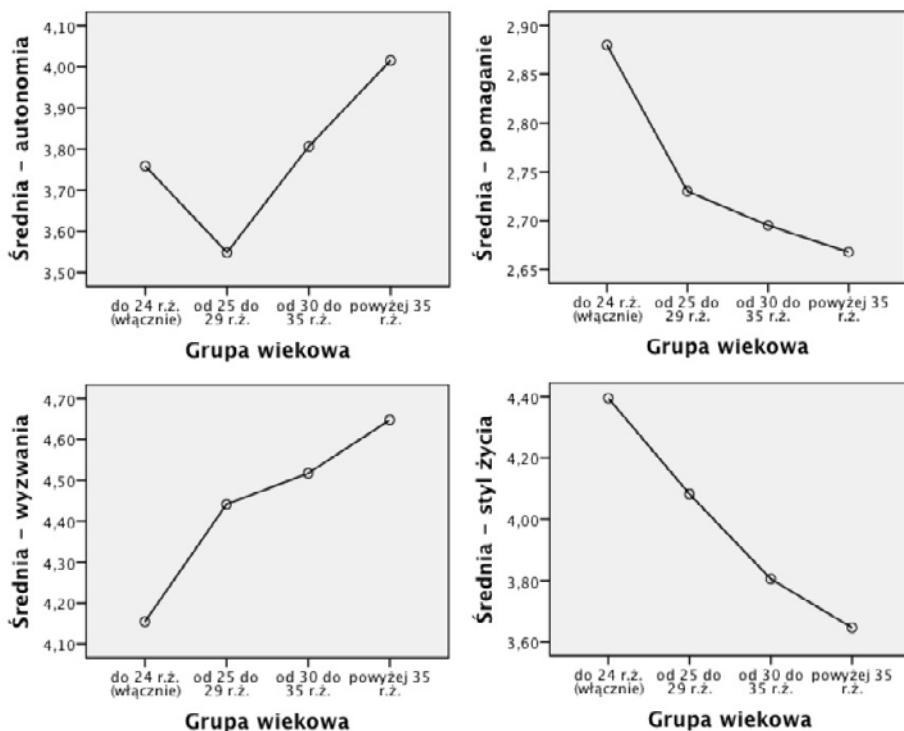 Średnia – autonomia
4,10
4,00
3,90
3,80
3,70
3,60
3,50
do 24 r.ż. od 25 do od 30 do powyżej 35
(włącznie) 29 r.ż. 35 r.ż. r.ż.
Grupa wiekowa
Średnia – pomaganie
2,90
2,85
2,80
2,75
2,70
2,65
do 24 r.ż. od 25 do od 30 do powyżej 35
(włącznie) 29 r.ż. 35 r.ż. r.ż.
Grupa wiekowa
Średnia – wyzwania
4,70
4,60
4,50
4,40
4,30
4,20
4,10
do 24 r.ż. od 25 do od 30 do powyżej 35
(włącznie) 29 r.ż. 35 r.ż. r.ż.
Grupa wiekowa
Średnia – styl życia
4,40
4,20
4,00
3,80
3,60
do 24 r.ż. od 25 do od 30 do powyżej 35
(włącznie) 29 r.ż. 35 r.ż. r.ż.
Grupa wiekowa